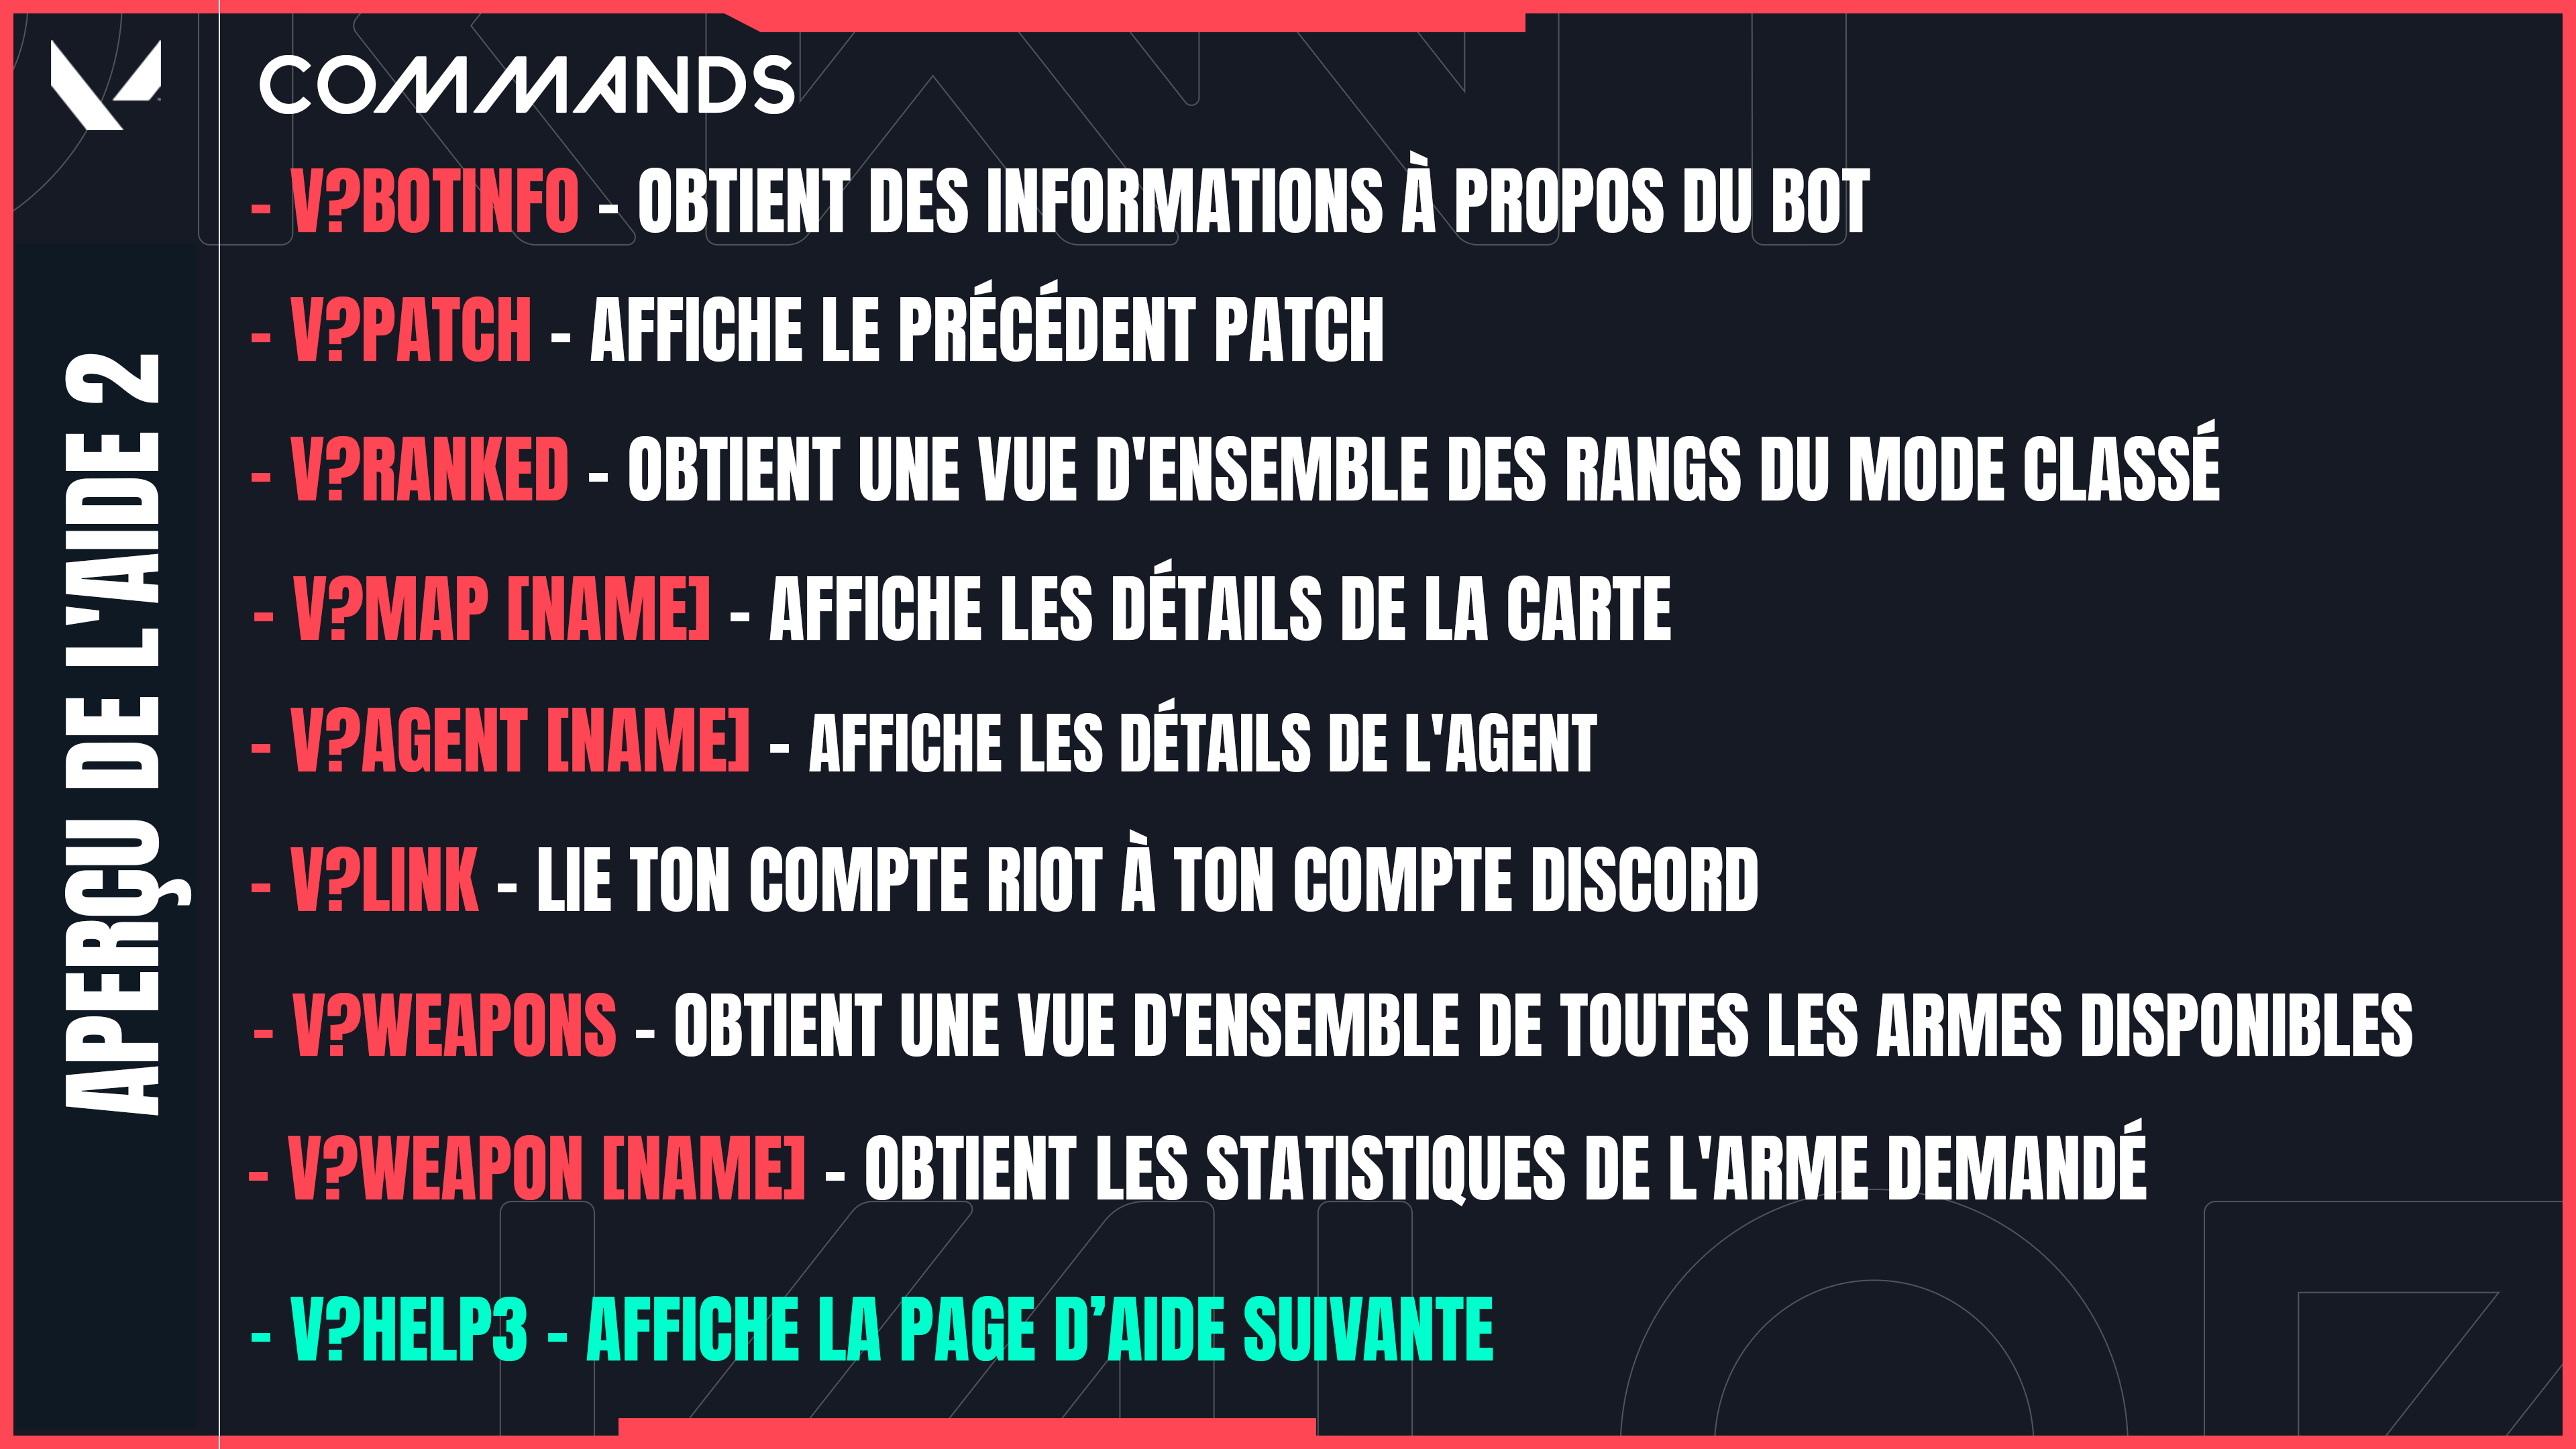 COMMANDS
- V?BOTINFO - OBTIENT DES INFORMATIONS À PROPOS DU BOT
- V?PATCH - AFFICHE LE PRÉCÉDENT PATCH
- V?RANKED - OBTIENT UNE VUE D'ENSEMBLE DES RANGS DU MODE CLASSÉ
- V?MAP [NAME] - AFFICHE LES DÉTAILS DE LA CARTE
- V?AGENT [NAME] - AFFICHE LES DÉTAILS DE L'AGENT
- V?LINK - LIE TON COMPTE RIOT À TON COMPTE DISCORD
- V?WEAPONS - OBTIENT UNE VUE D'ENSEMBLE DE TOUTES LES ARMES DISPONIBLES
- V?WEAPON [NAME] - OBTIENT LES STATISTIQUES DE L'ARME DEMANDÉ
- V?HELP3 - AFFICHE LA PAGE D’AIDE SUIVANTE
APERÇU DE L'AIDE 2